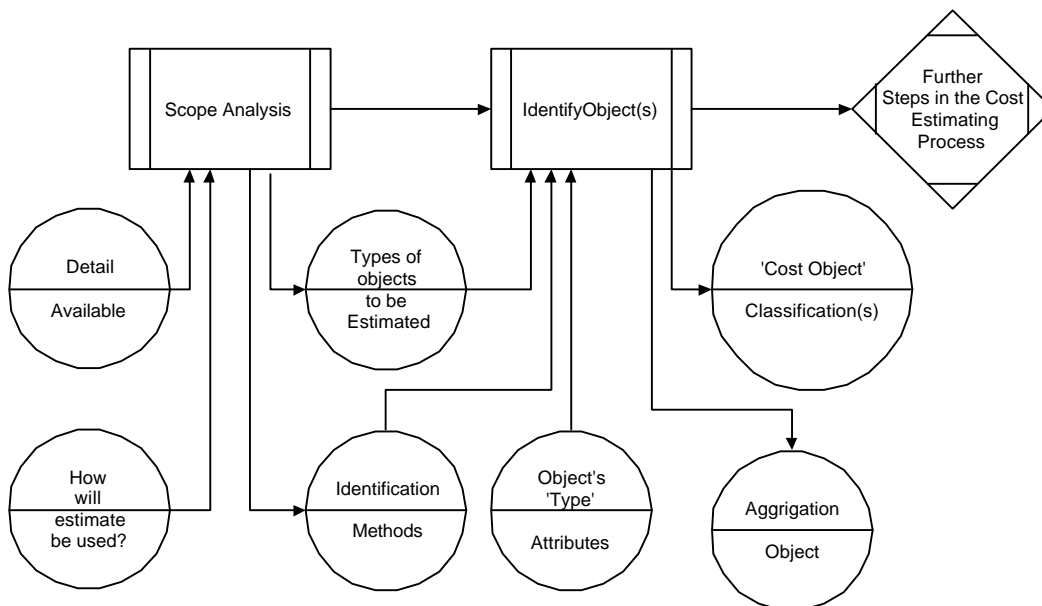 Scope Analysis
IdentifyObject(s)
Further
Steps in the Cost
Estimating
Process
Detail
Available
Types of
objects
to be
Estimated
'Cost Object'
Classification(s)
How
will
estimate
be used?
Identification
Methods
Object's
'Type'
Attributes
Aggrigation
Object